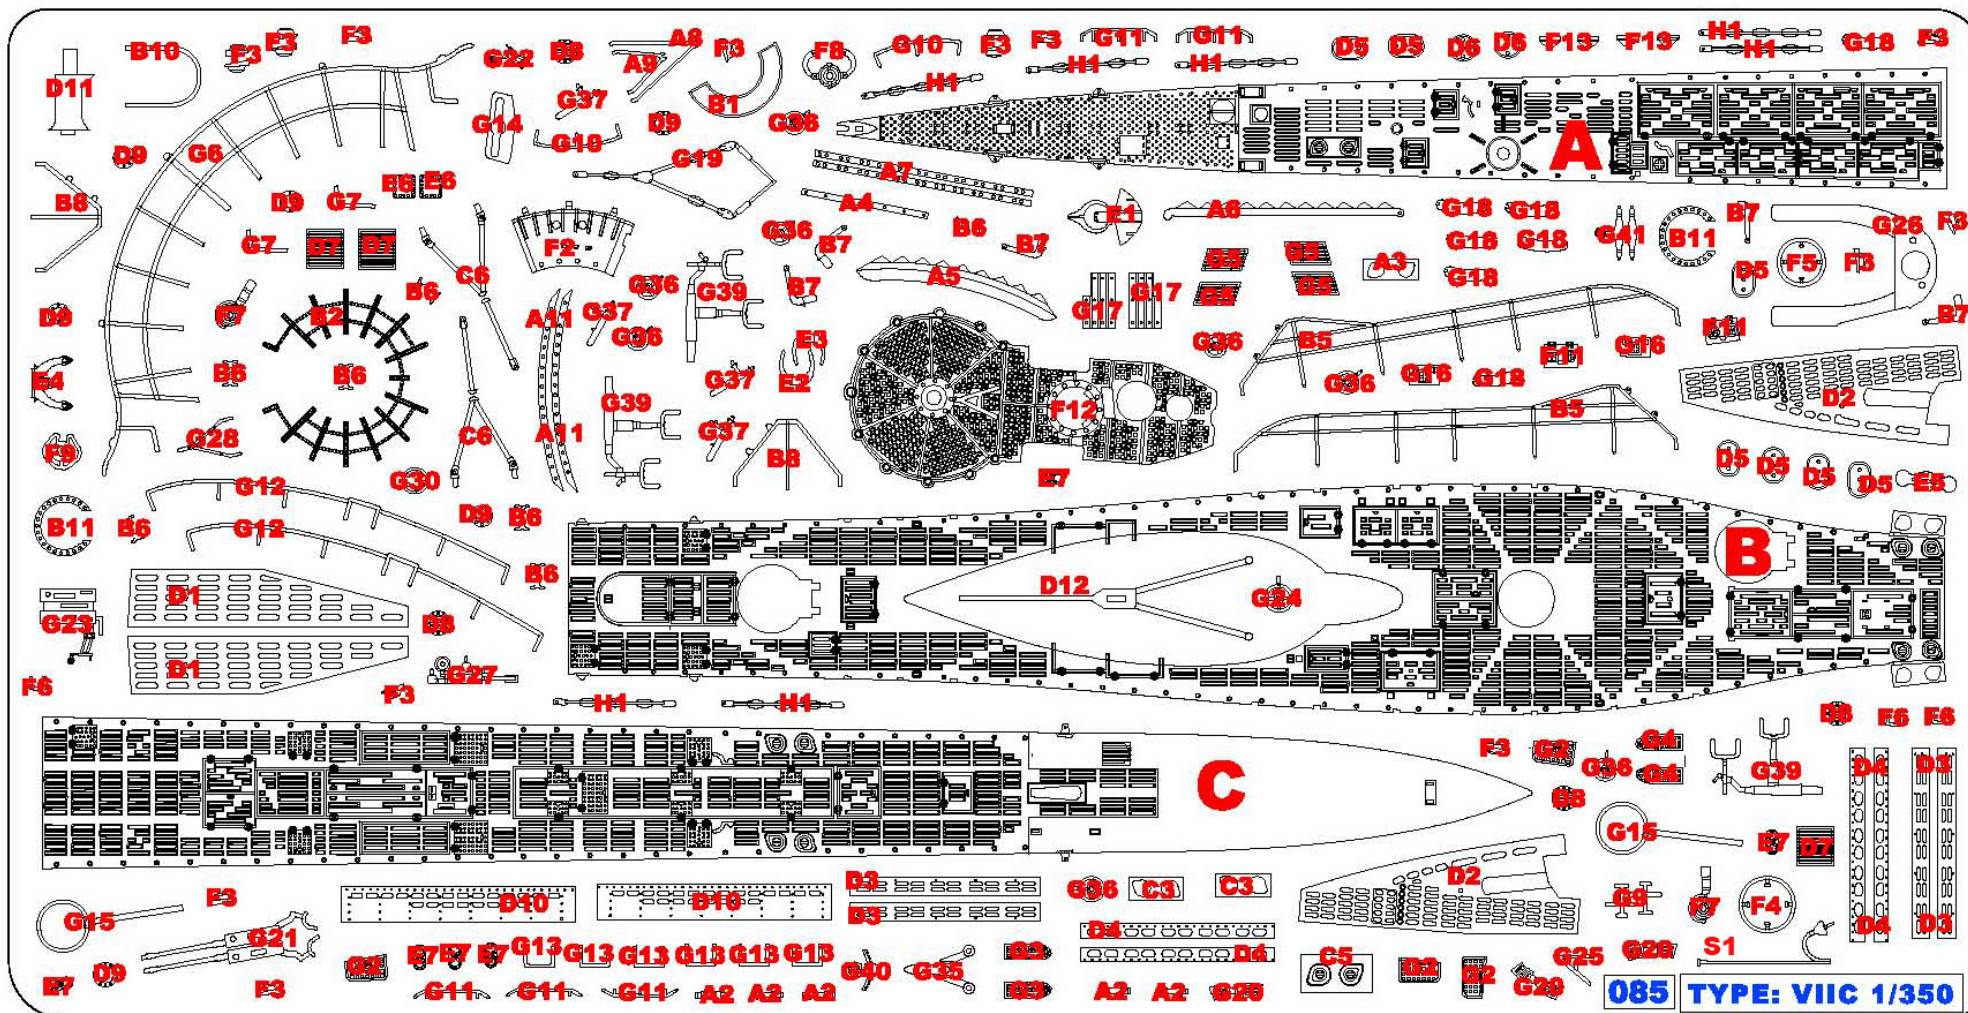 B10 F3 F3 F3 G22 D8 A8 F3 F8 G10 F3 F3 G11 G11 D5 D5 D6 D6 F13 F13 H1 G18 F3
D11 A9 H1 H1 H1 H1
G37 B1
G14 D9 G36
D9 G6 G10 G19 A
E6 E6 A7
B8 D9 G7 A4 E1 A6 G18 G18 B7
G7 D7 D7 F2 G36 B7 B6 B7 G18 G18 G41 B11 G26 F3
C6 G5 G5 A3 G18 D5 F5 F3
B6 G36 G39 B7 A5 G5 G5 G17 G17
D9 F7 B2 A11 G37 G36 E3 G36 B5 G16 E11 E11 B7
E4 B6 B6 G37 E2 G36 G16 G18
G39 F12 B5 D2
F9 G28 C6 A11 G37 B8
G30 E7 D5 D5 D5 D5 E5
G12
B11 B6 G12 D9 B6
B
D1 B6 D12 G24
G23 D8
D1 G27
F6 F3 H1 H1
D8 F6 F6
C F3 G2 G36 G4 G4 G39 D4 D3
D8
G15 E7 D7
D3 G36 C3 C3 D2
G15 F3 D10 D10 D3 G9 F7 F4 D4 D3
G21 D4
E7 E7 E7 G13 G13 G13 G13 G13 G13 G3 D4 C5 G25 G20 S1
E7 D9 G2 G40 G35 G2 G2 G20
F3 G11 G11 G11 A2 A2 A2 G3 A2 A2 G20
085 TYPE: VIIC 1/350